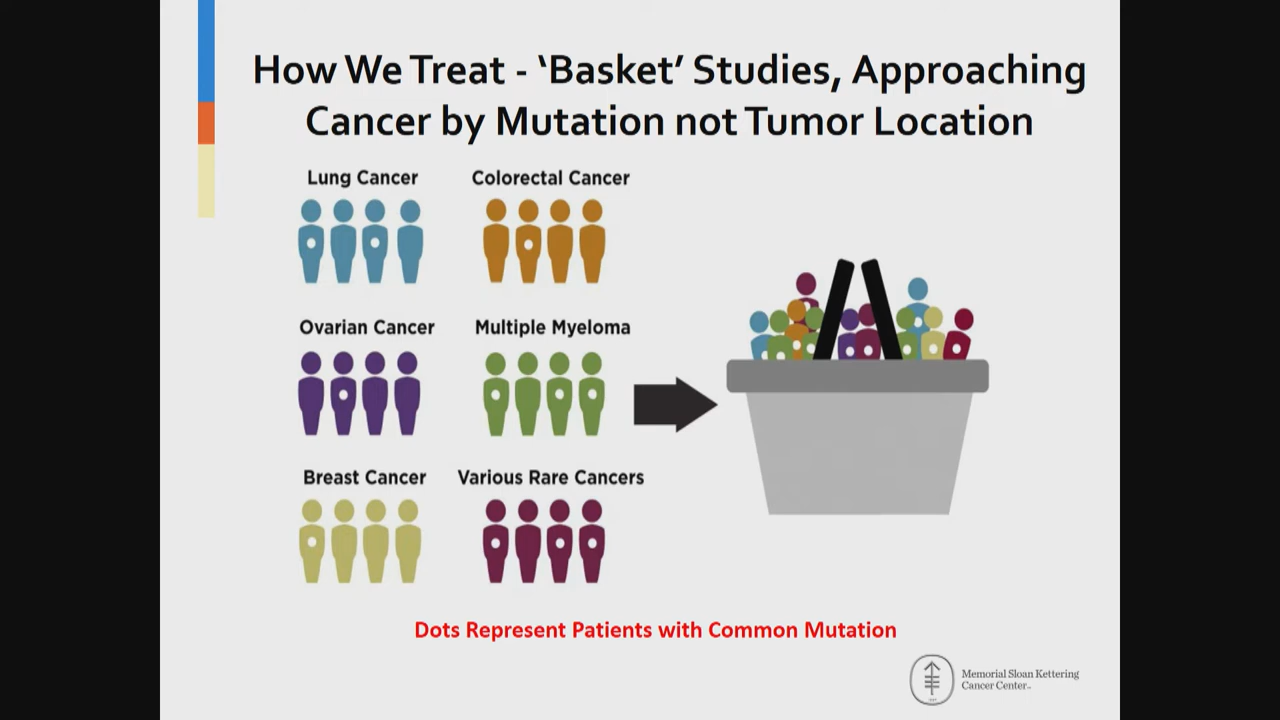 How We Treat - ‘Basket’ Studies, Approaching
Cancer by Mutation not Tumor Location
Lung Cancer
Colorectal Cancer
Ovarian Cancer
Multiple Myeloma
Breast Cancer
Various Rare Cancers
Dots Represent Patients with Common Mutation
Memorial Sloan Kettering
Cancer Center